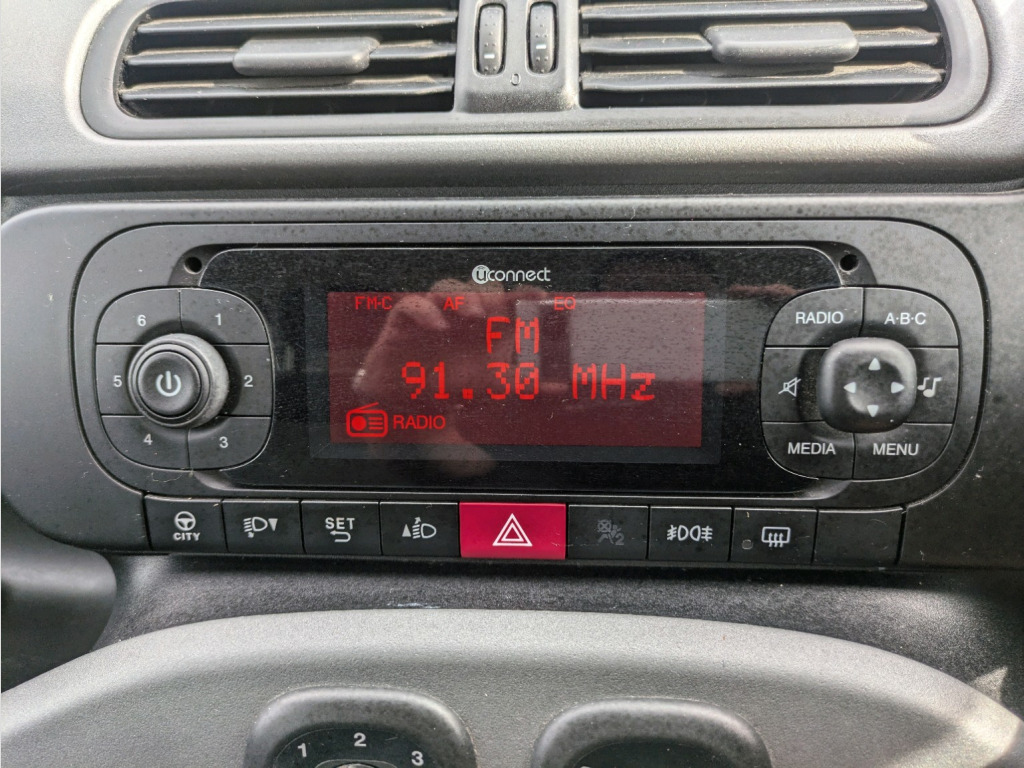 uconnect
FM-C AF EQ
FM
91.30 MHz
RADIO
6 1
5 2
4 3
RADIO A·B·C
MEDIA MENU
CITY
SET
2
1 2 3